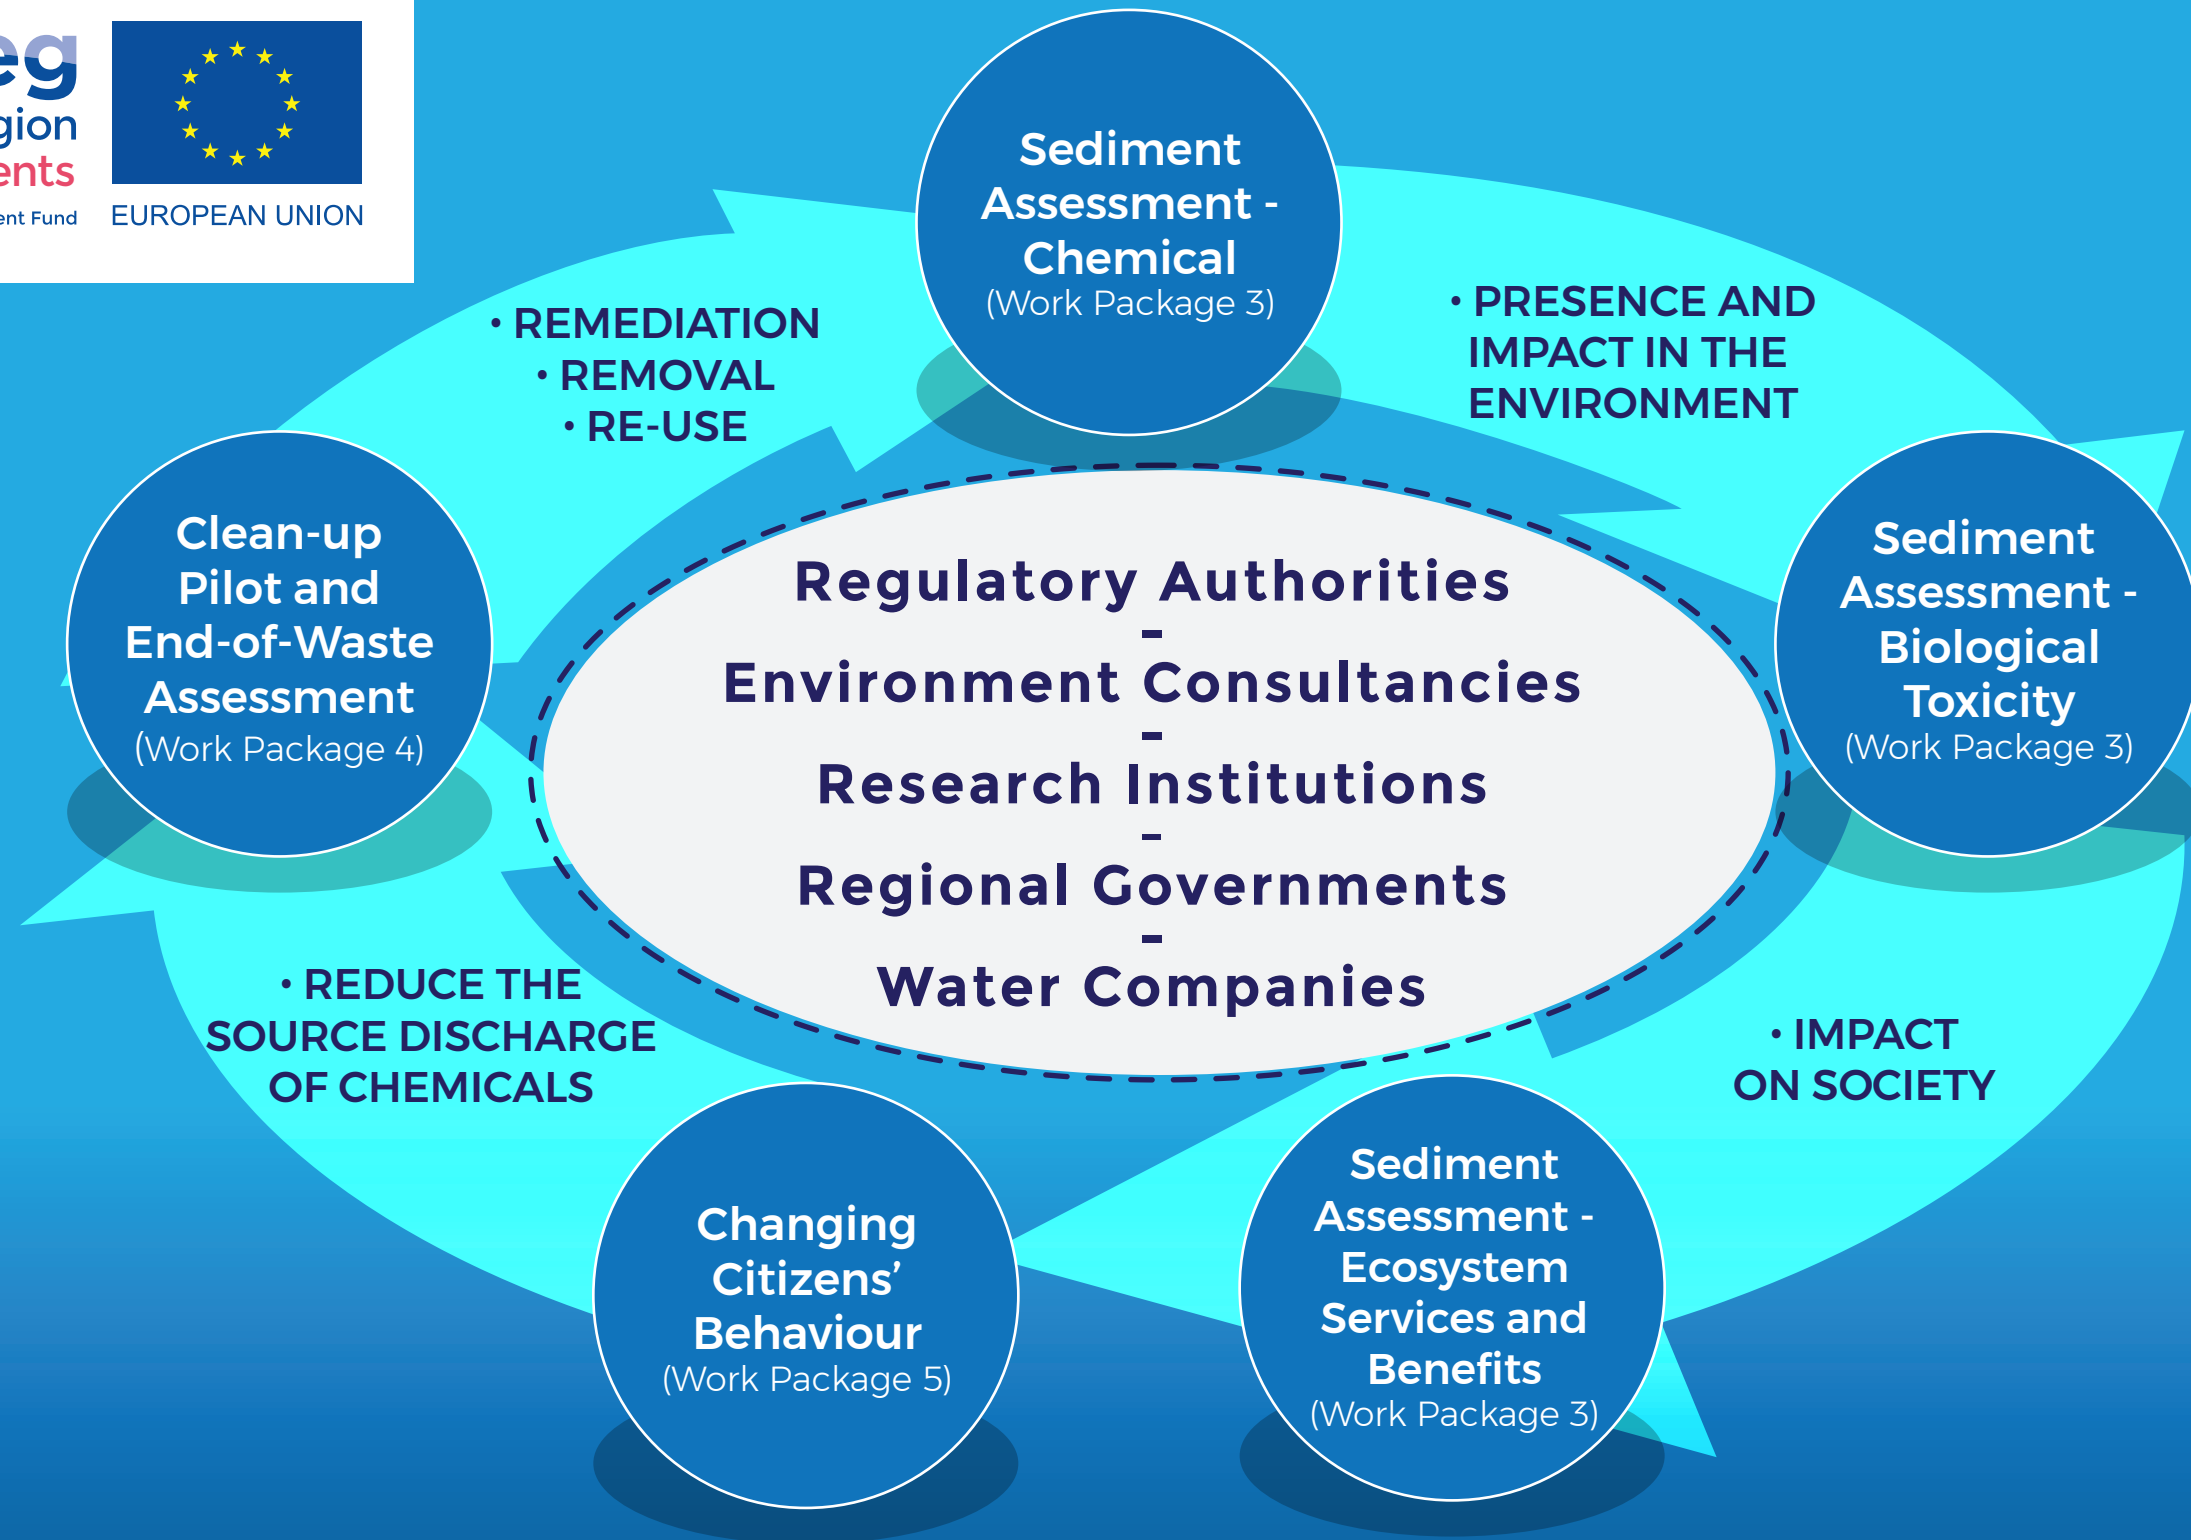 EUROPEAN UNION
ent Fund
Sediment
Assessment -
Chemical
(Work Package 3)
• REMEDIATION
• REMOVAL
• RE-USE
• PRESENCE AND
IMPACT IN THE
ENVIRONMENT
Clean-up
Pilot and
End-of-Waste
Assessment
(Work Package 4)
Regulatory Authorities
-
Environment Consultancies
-
Research Institutions
-
Regional Governments
-
Water Companies
Sediment
Assessment -
Biological
Toxicity
(Work Package 3)
• REDUCE THE
SOURCE DISCHARGE
OF CHEMICALS
• IMPACT
ON SOCIETY
Changing
Citizens’
Behaviour
(Work Package 5)
Sediment
Assessment -
Ecosystem
Services and
Benefits
(Work Package 3)